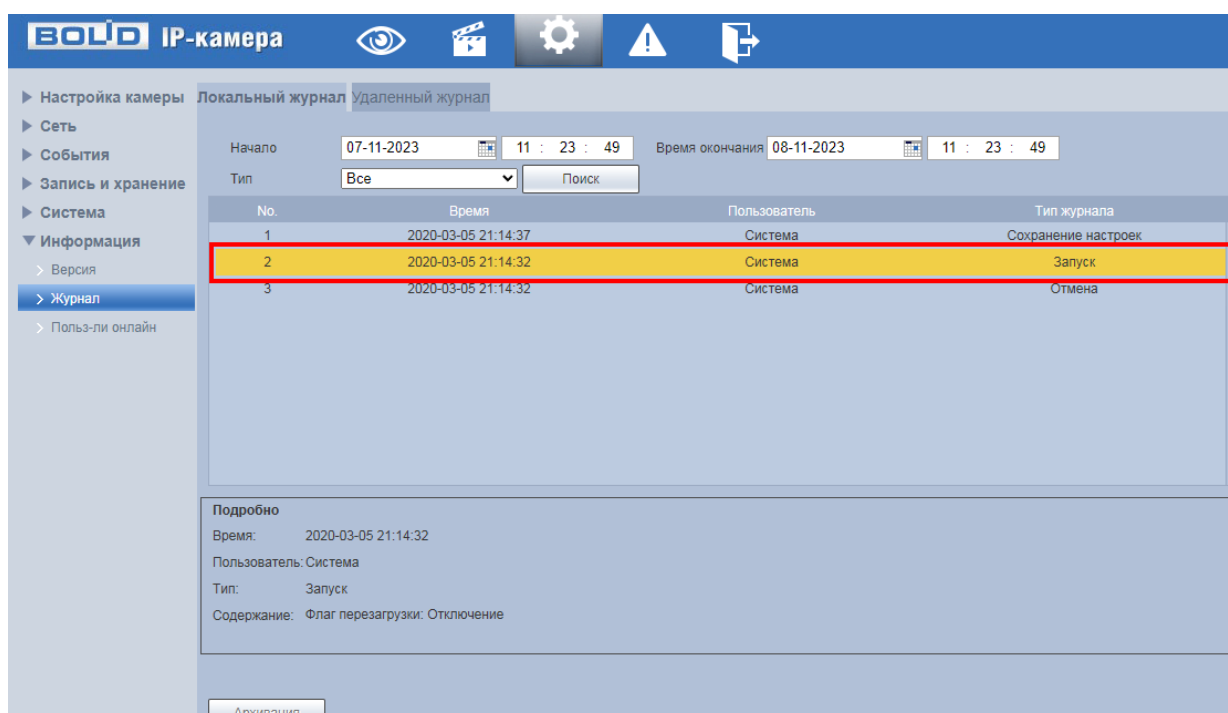 BOLID IP-камера
Настройка камеры
Сеть
События
Запись и хранение
Система
Информация
Версия
Журнал
Польз-ли онлайн
Локальный журнал Удаленный журнал
Начало 07-11-2023 11 : 23 : 49 Время окончания 08-11-2023 11 : 23 : 49
Тип Все Поиск
No. Время Пользователь Тип журнала
1 2020-03-05 21:14:37 Система Сохранение настроек
2 2020-03-05 21:14:32 Система Запуск
3 2020-03-05 21:14:32 Система Отмена
Подробно
Время: 2020-03-05 21:14:32
Пользователь: Система
Тип: Запуск
Содержание: Флаг перезагрузки: Отключение
Архивация